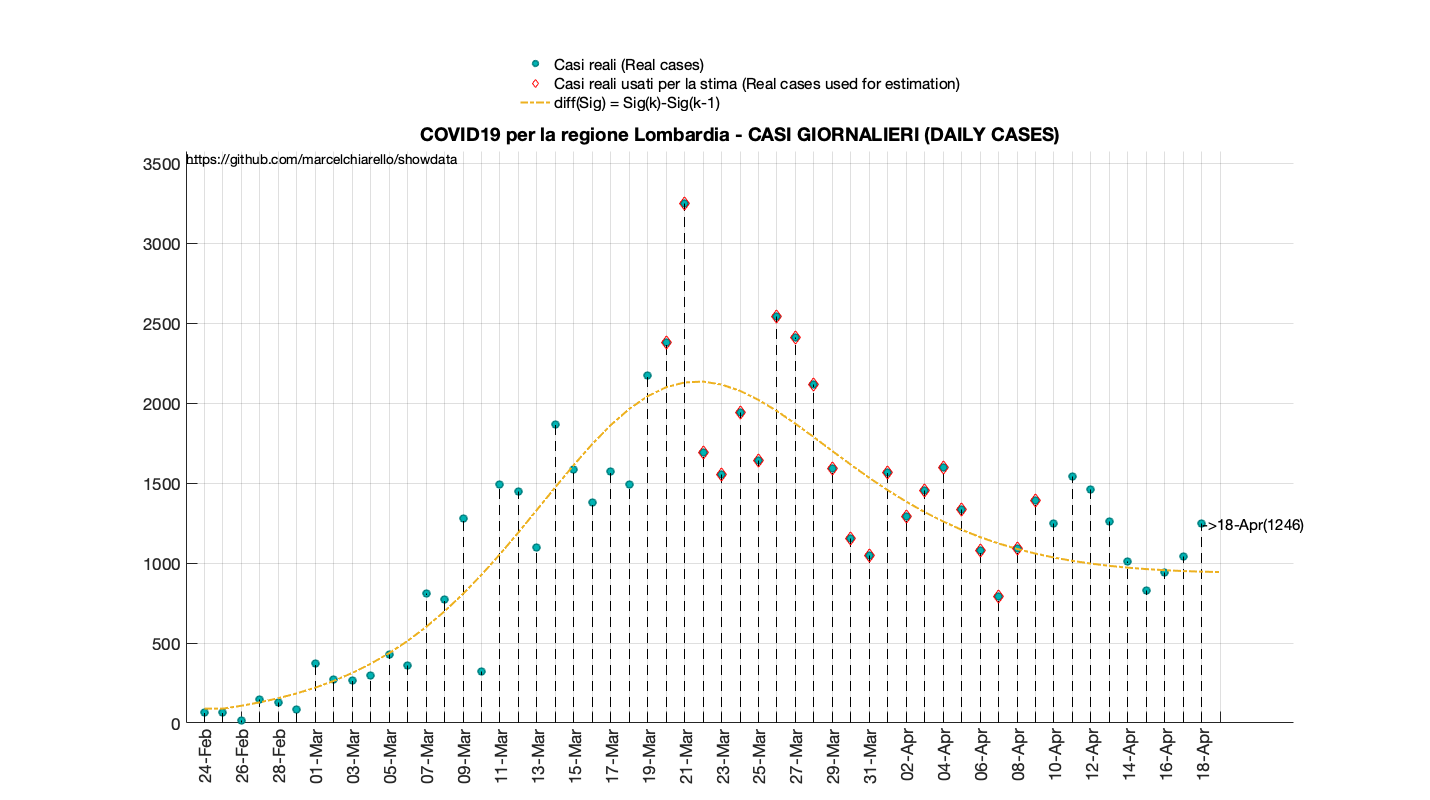 Casi reali (Real cases)
Casi reali usati per la stima (Real cases used for estimation)
diff(Sig) = Sig(k)-Sig(k-1)
COVID19 per la regione Lombardia - CASI GIORNALIERI (DAILY CASES)
https://github.com/marcelchiarello/showdata
3500
3000
2500
2000
1500
1000
500
0
->18-Apr(1246)
24-Feb
26-Feb
28-Feb
01-Mar
03-Mar
05-Mar
07-Mar
09-Mar
11-Mar
13-Mar
15-Mar
17-Mar
19-Mar
21-Mar
23-Mar
25-Mar
27-Mar
29-Mar
31-Mar
02-Apr
04-Apr
06-Apr
08-Apr
10-Apr
12-Apr
14-Apr
16-Apr
18-Apr